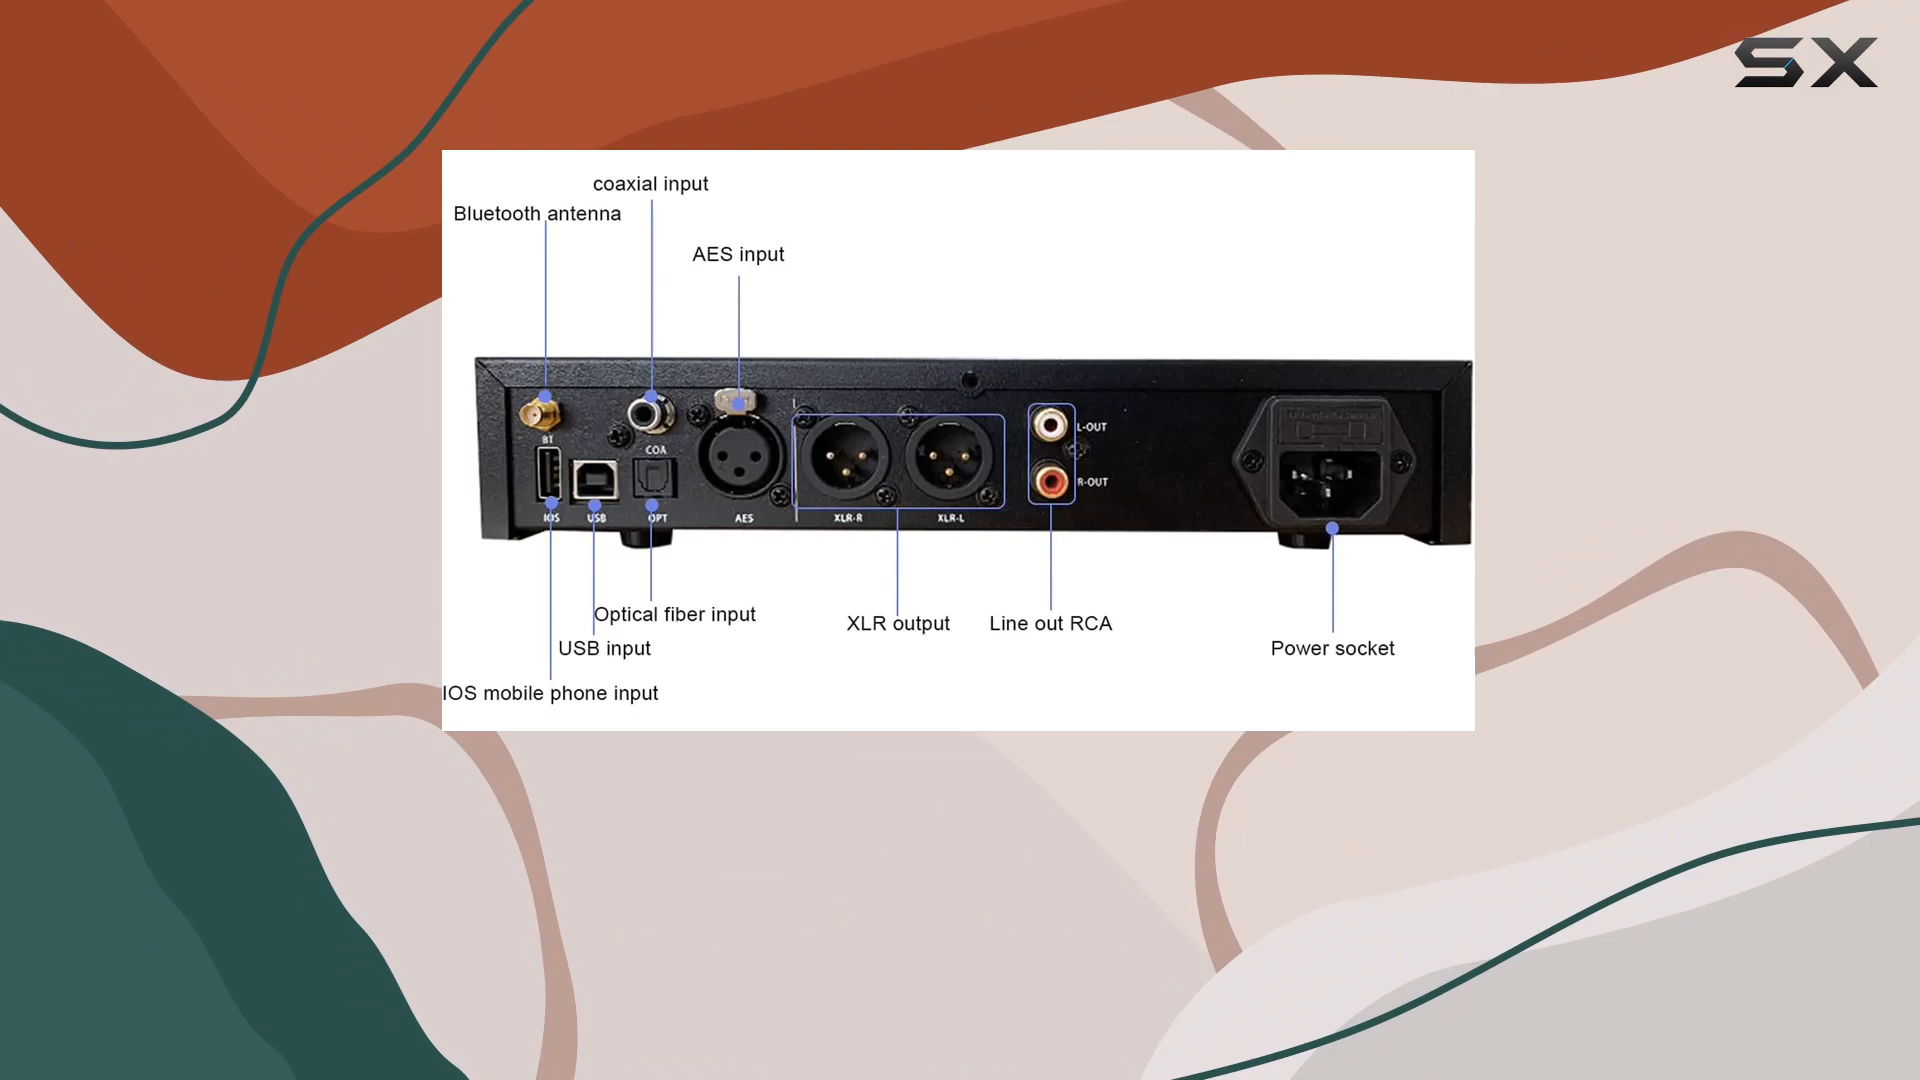 SX
coaxial input
Bluetooth antenna
AES input
BT
COA
L-OUT
R-OUT
IOS
USB
OPT
AES
XLR-R
XLR-L
Optical fiber input
XLR output
Line out RCA
USB input
Power socket
IOS mobile phone input